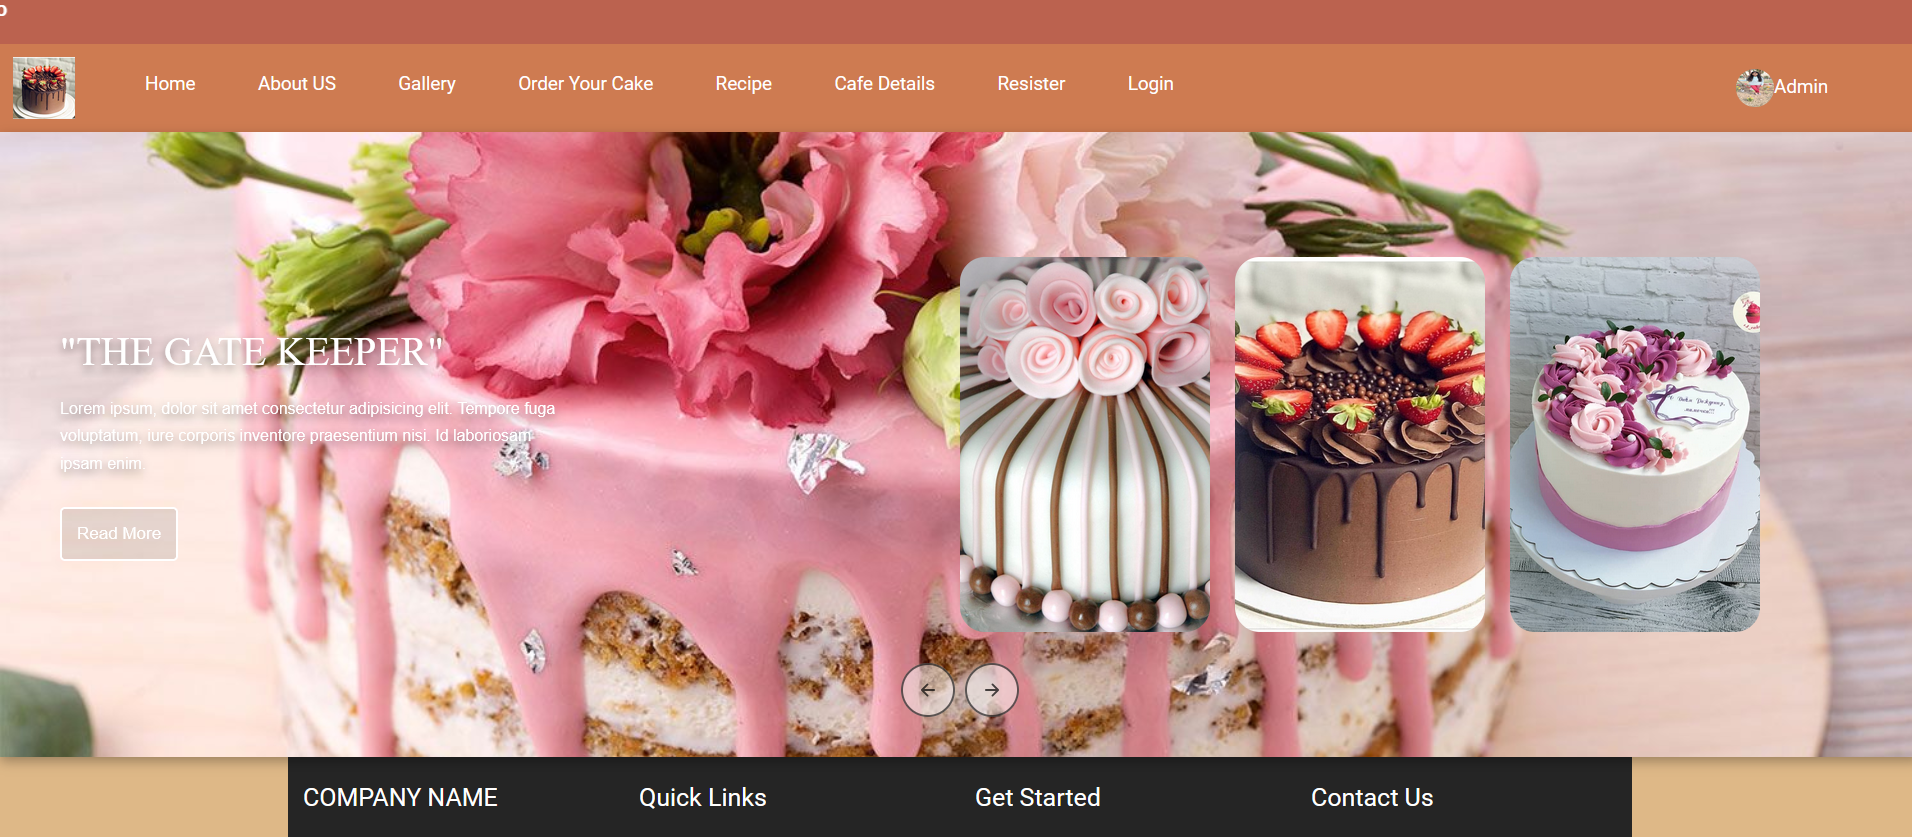 Home About US Gallery Order Your Cake Recipe Cafe Details Resister Login Admin
"THE GATE KEEPER"
Lorem ipsum, dolor sit amet consectetur adipisicing elit. Tempore fuga
voluptatum, iure corporis inventore praesentium nisi. Id laboriosam
ipsam enim
Read More
COMPANY NAME Quick Links Get Started Contact Us